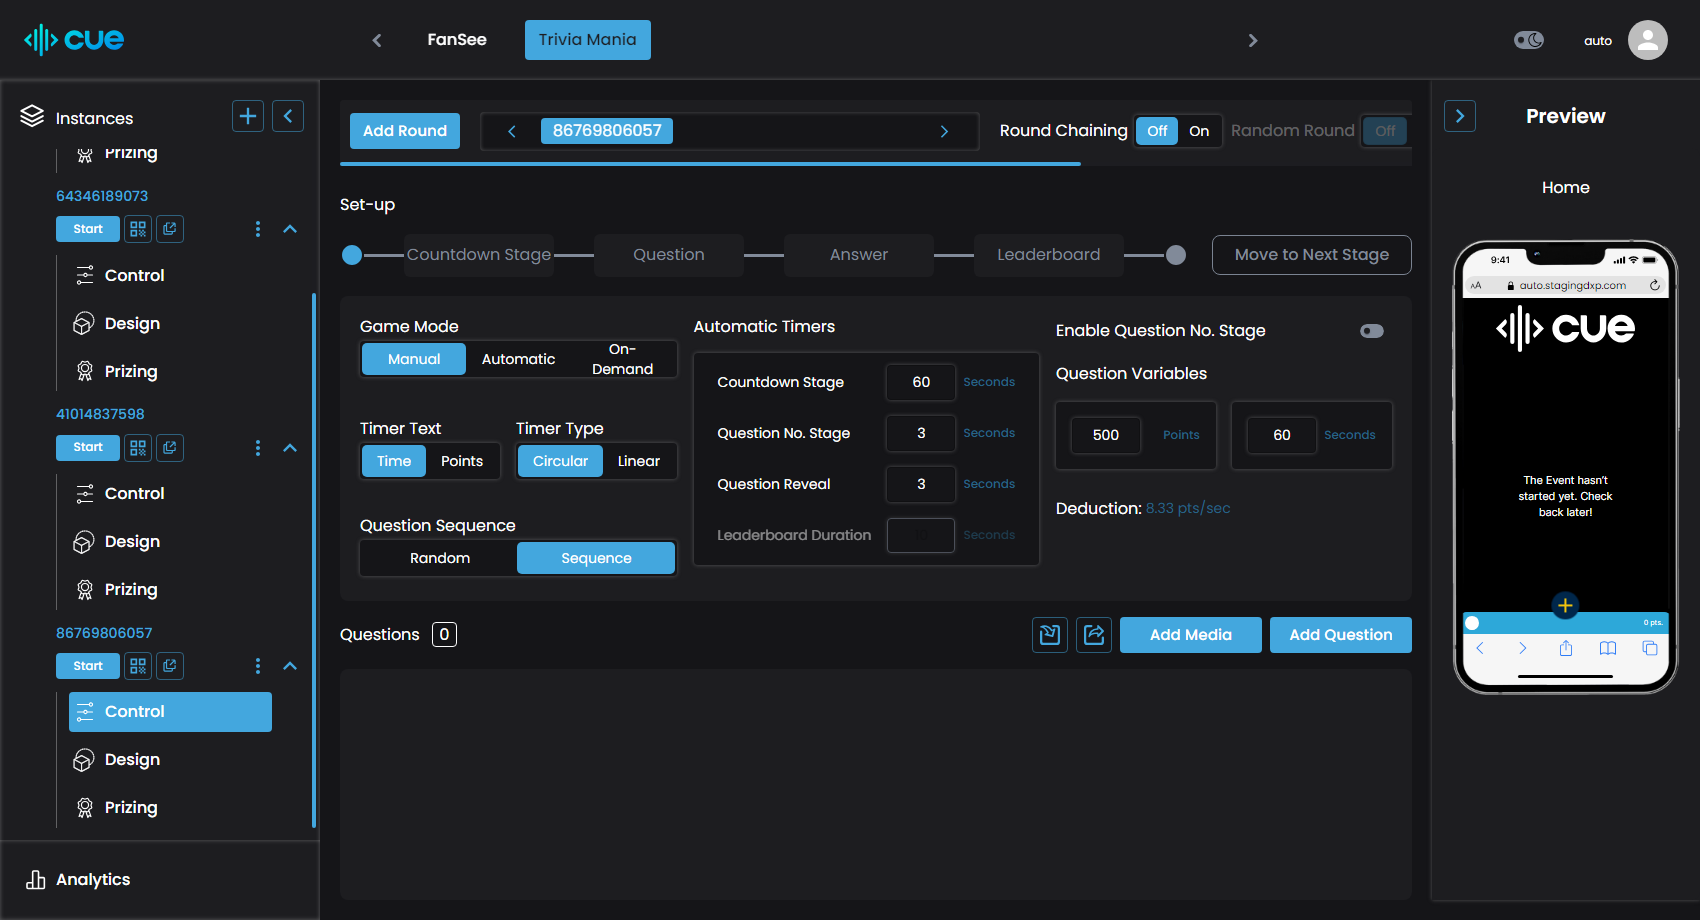 cue
FanSee
Trivia Mania
auto
Instances
Prizing
64346189073
Start
Control
Design
Prizing
41014837598
Start
Control
Design
Prizing
86769806057
Start
Control
Design
Prizing
Analytics
Add Round
86769806057
Round Chaining
Off
On
Random Round
Off
Set-up
Countdown Stage
Question
Answer
Leaderboard
Move to Next Stage
Game Mode
Manual
Automatic
On-
Demand
Timer Text
Time
Points
Timer Type
Circular
Linear
Question Sequence
Random
Sequence
Automatic Timers
Countdown Stage
60
Seconds
Question No. Stage
3
Seconds
Question Reveal
3
Seconds
Leaderboard Duration
Seconds
Enable Question No. Stage
Question Variables
500
Points
60
Seconds
Deduction: 8.33 pts/sec
Questions
0
Add Media
Add Question
Preview
Home
9:41
AA
auto.stagingdxp.com
cue
The Event hasn't
started yet. Check
back later!
0 pts.